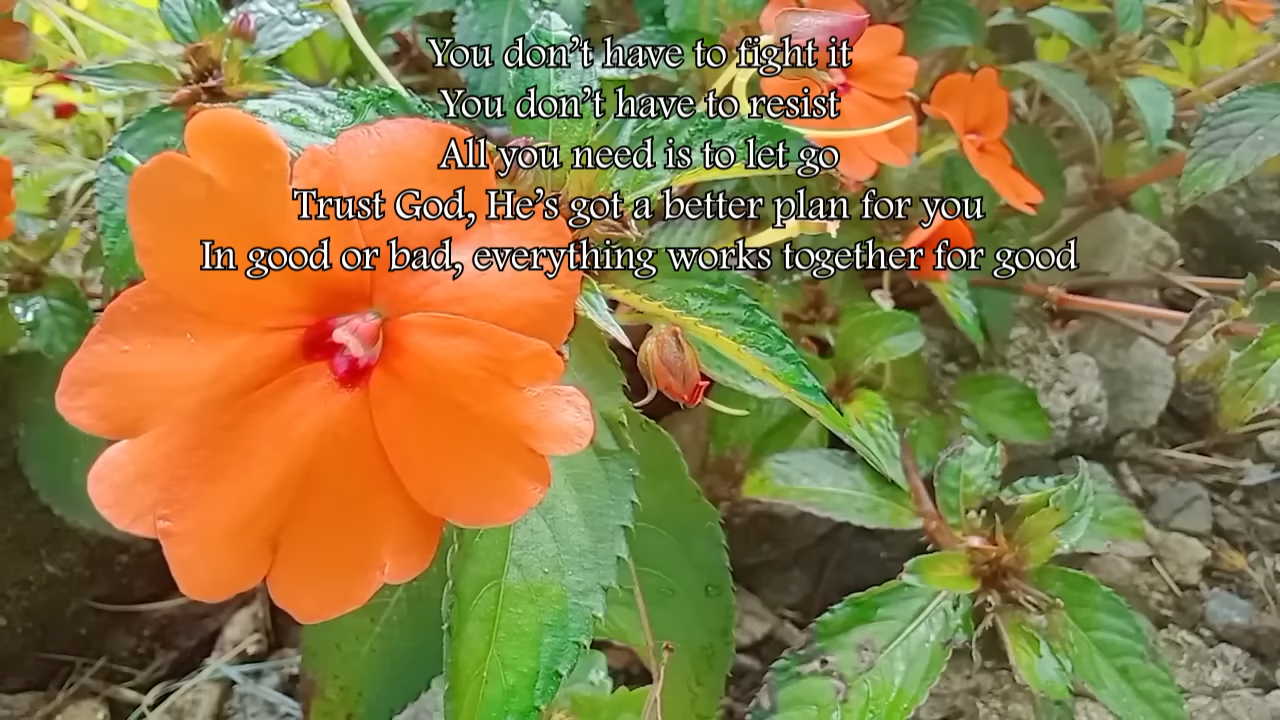 You don't have to fight it
You don't have to resist
All you need is to let go
Trust God, He's got a better plan for you
In good or bad, everything works together for good